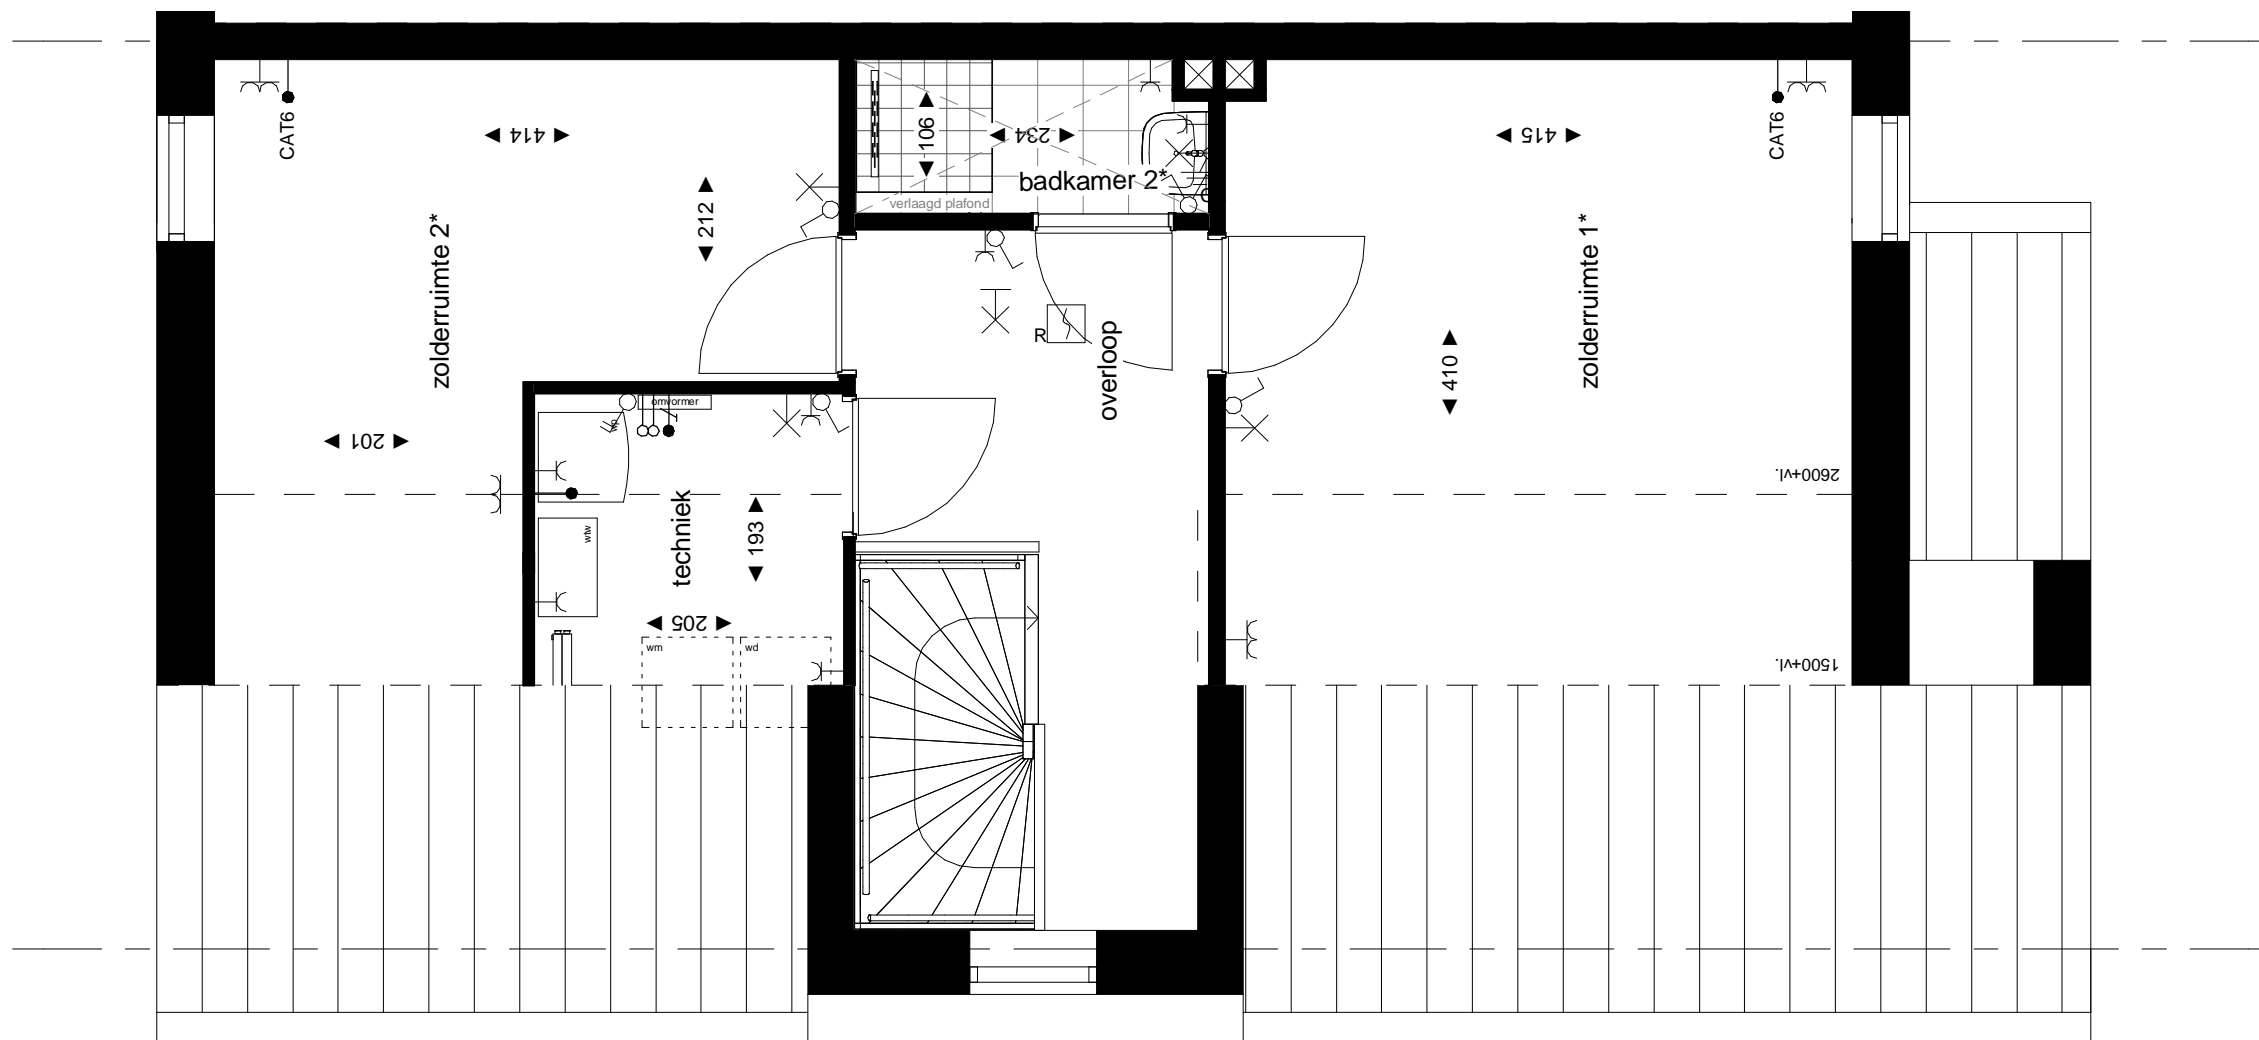 CAT6
414
212
zolderruimte 2*
201
106
234
badkamer 2*
verlaagd plafond
415
CAT6
zolderruimte 1*
410
R
overloop
omvormer
wp
2600+vl.
techniek
193
wtw
205
wm
wd
1500+vl.